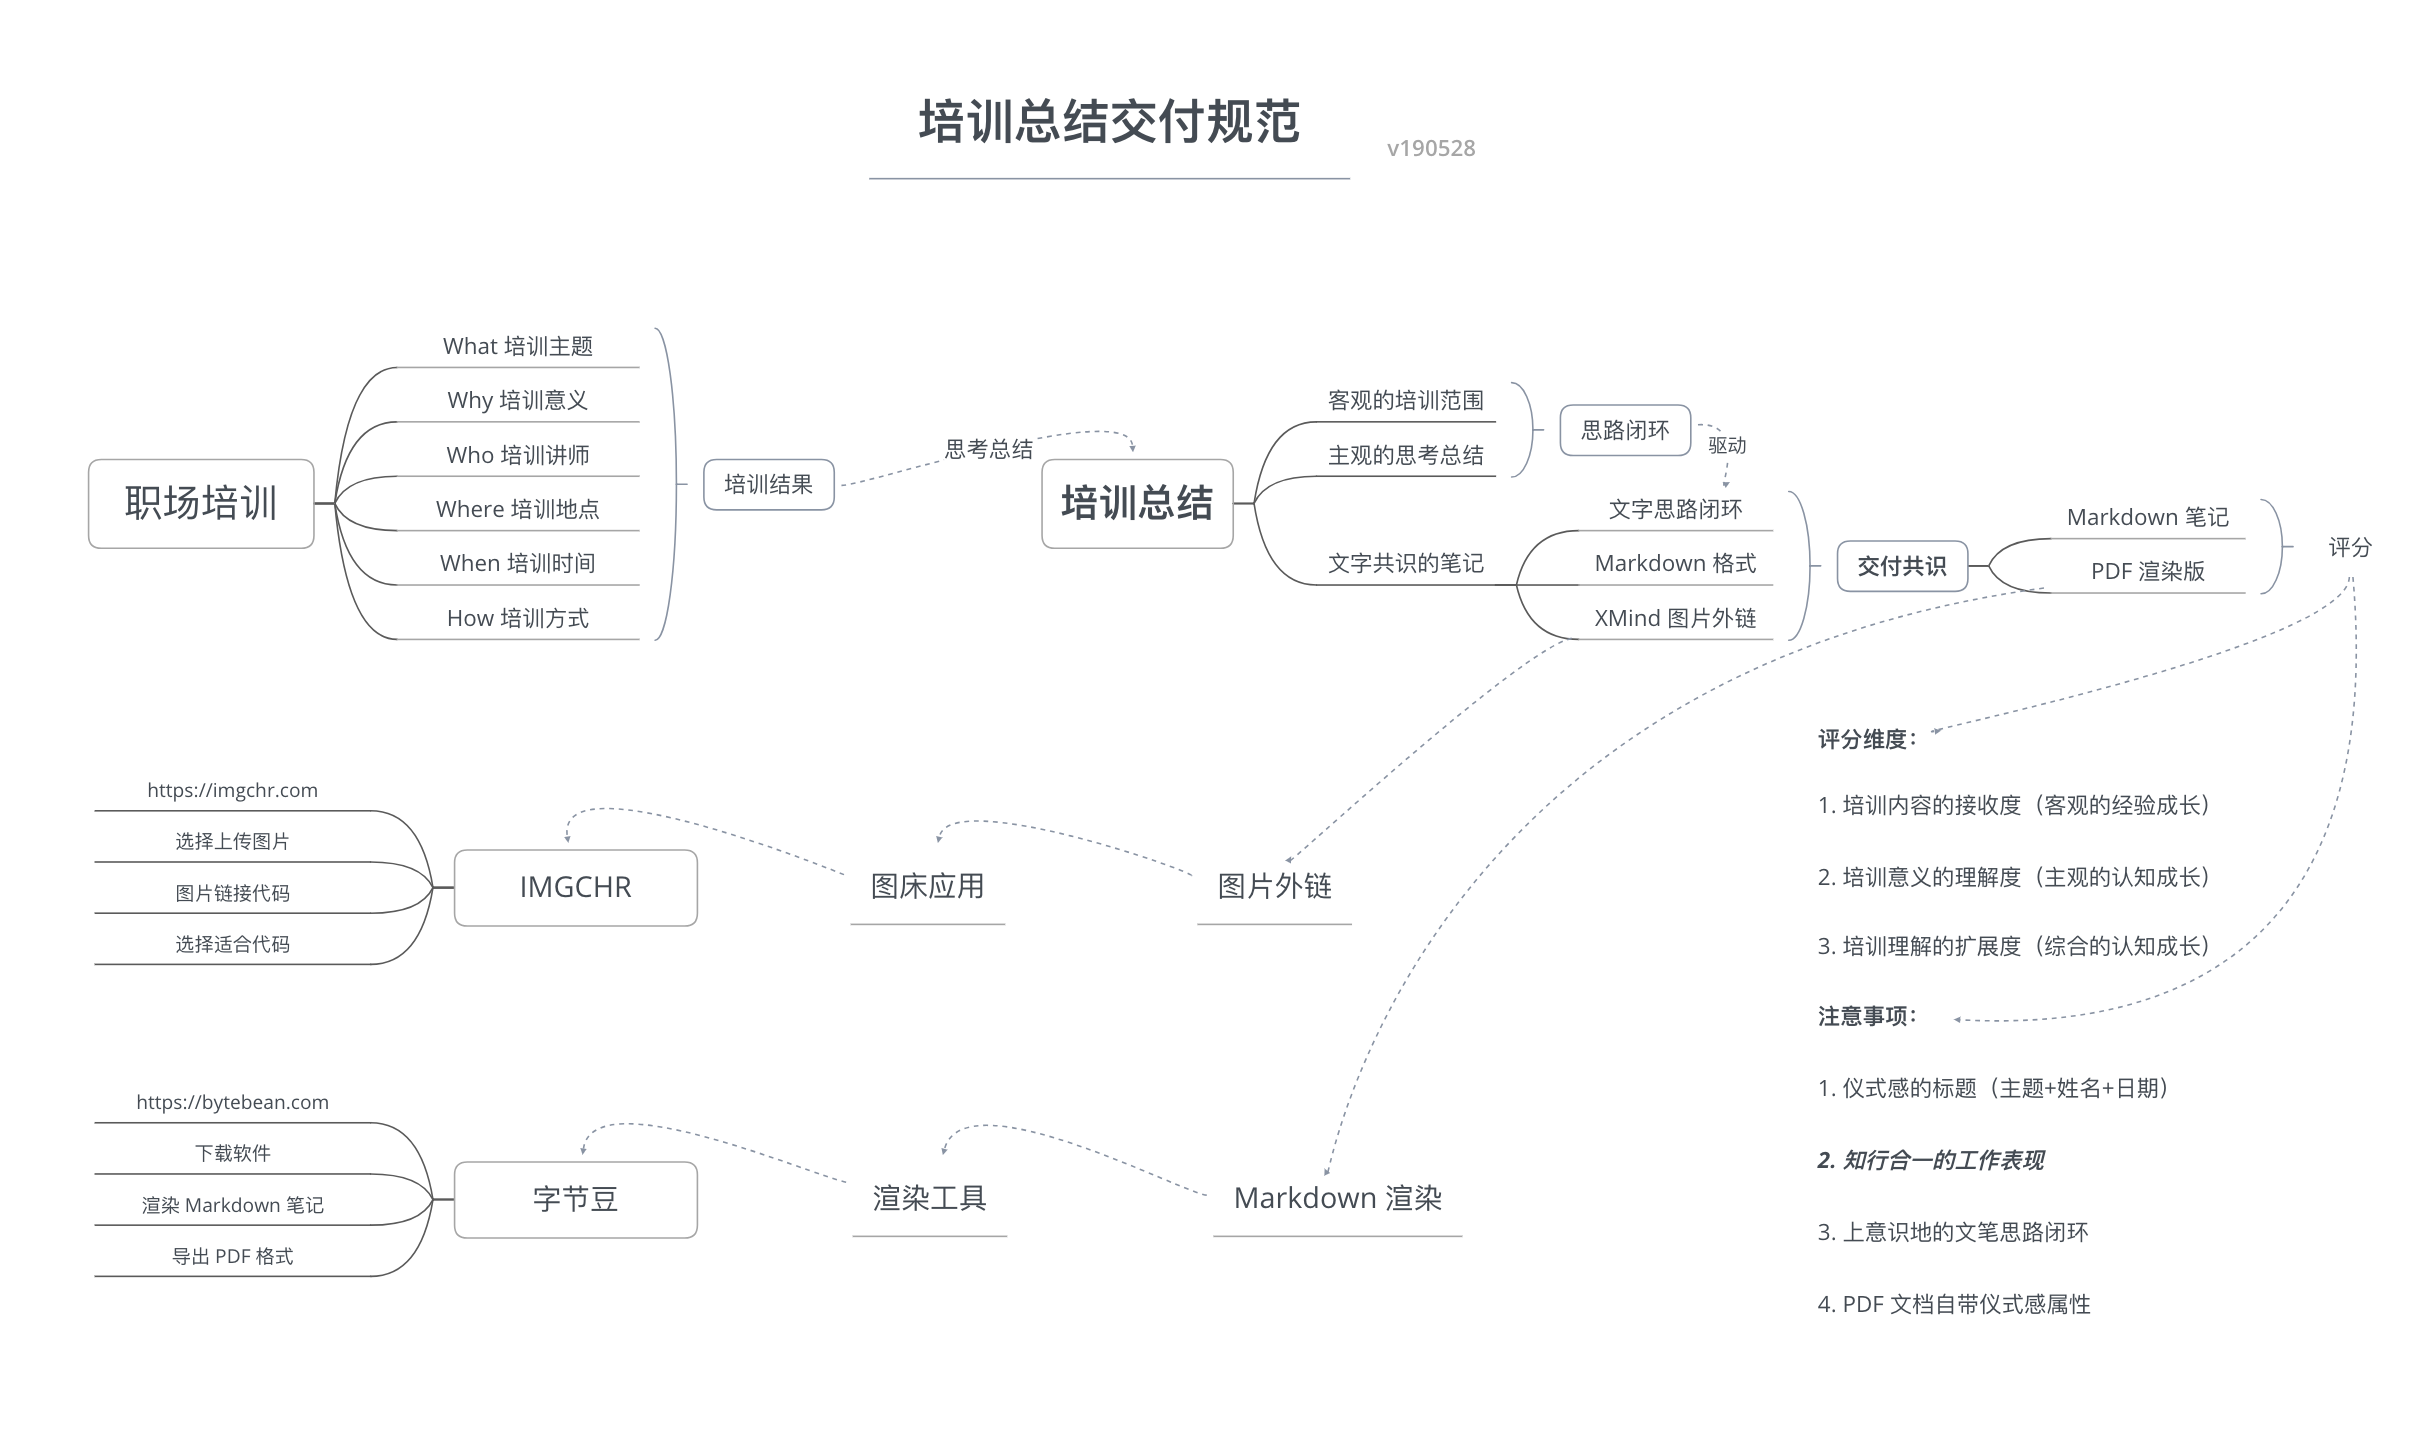 培训总结交付规范
v190528
职场培训
What 培训主题
Why 培训意义
Who 培训讲师
Where 培训地点
When 培训时间
How 培训方式
培训结果
思考总结
培训总结
客观的培训范围
主观的思考总结
文字共识的笔记
思路闭环
驱动
文字思路闭环
Markdown 格式
XMind 图片外链
交付共识
Markdown 笔记
PDF 渲染版
评分
https://imgchr.com
选择上传图片
图片链接代码
选择适合代码
IMGCHR
图床应用
图片外链
https://bytebean.com
下载软件
渲染 Markdown 笔记
导出 PDF 格式
字节豆
渲染工具
Markdown 渲染
评分维度：
1. 培训内容的接收度（客观的经验成长）
2. 培训意义的理解度（主观的认知成长）
3. 培训理解的扩展度（综合的认知成长）
注意事项：
1. 仪式感的标题（主题+姓名+日期）
2. 知行合一的工作表现
3. 上意识地的文笔思路闭环
4. PDF 文档自带仪式感属性